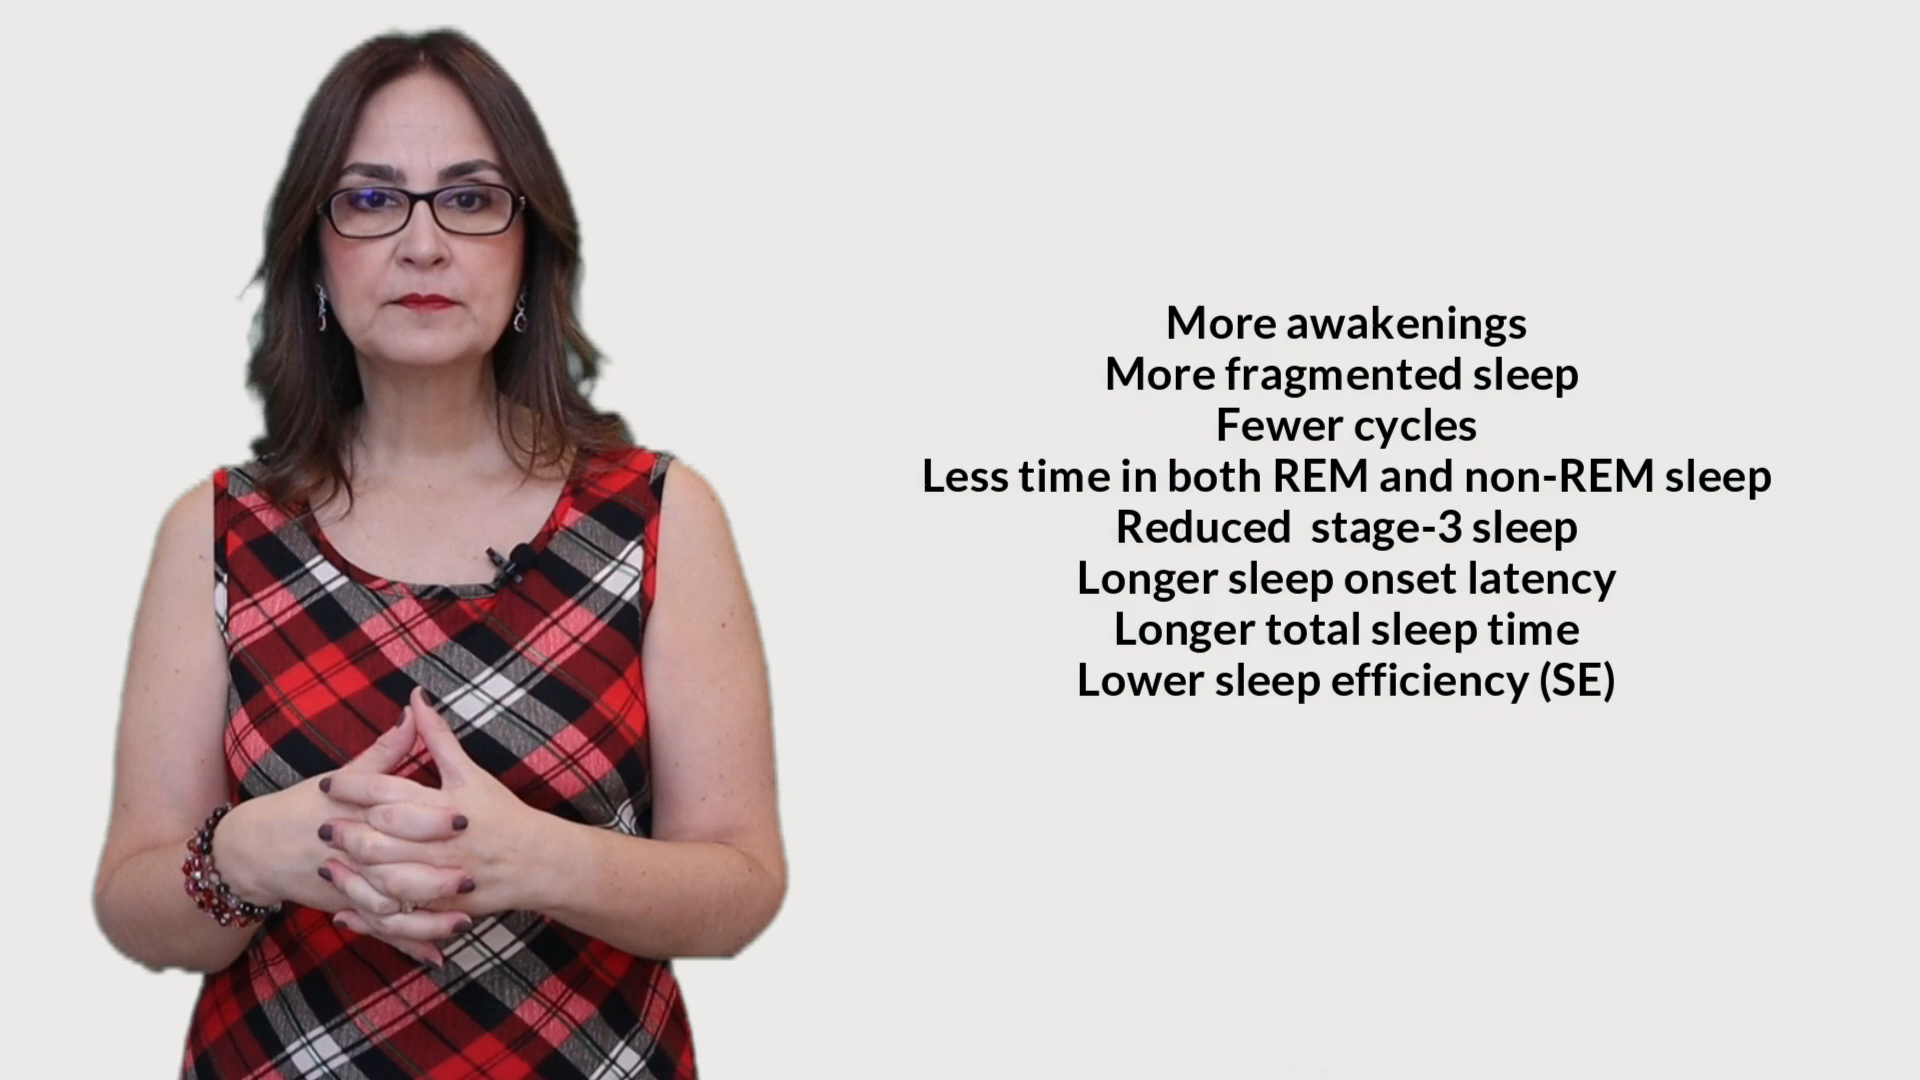 More awakenings
More fragmented sleep
Fewer cycles
Less time in both REM and non-REM sleep
Reduced  stage-3 sleep
Longer sleep onset latency
Longer total sleep time
Lower sleep efficiency (SE)